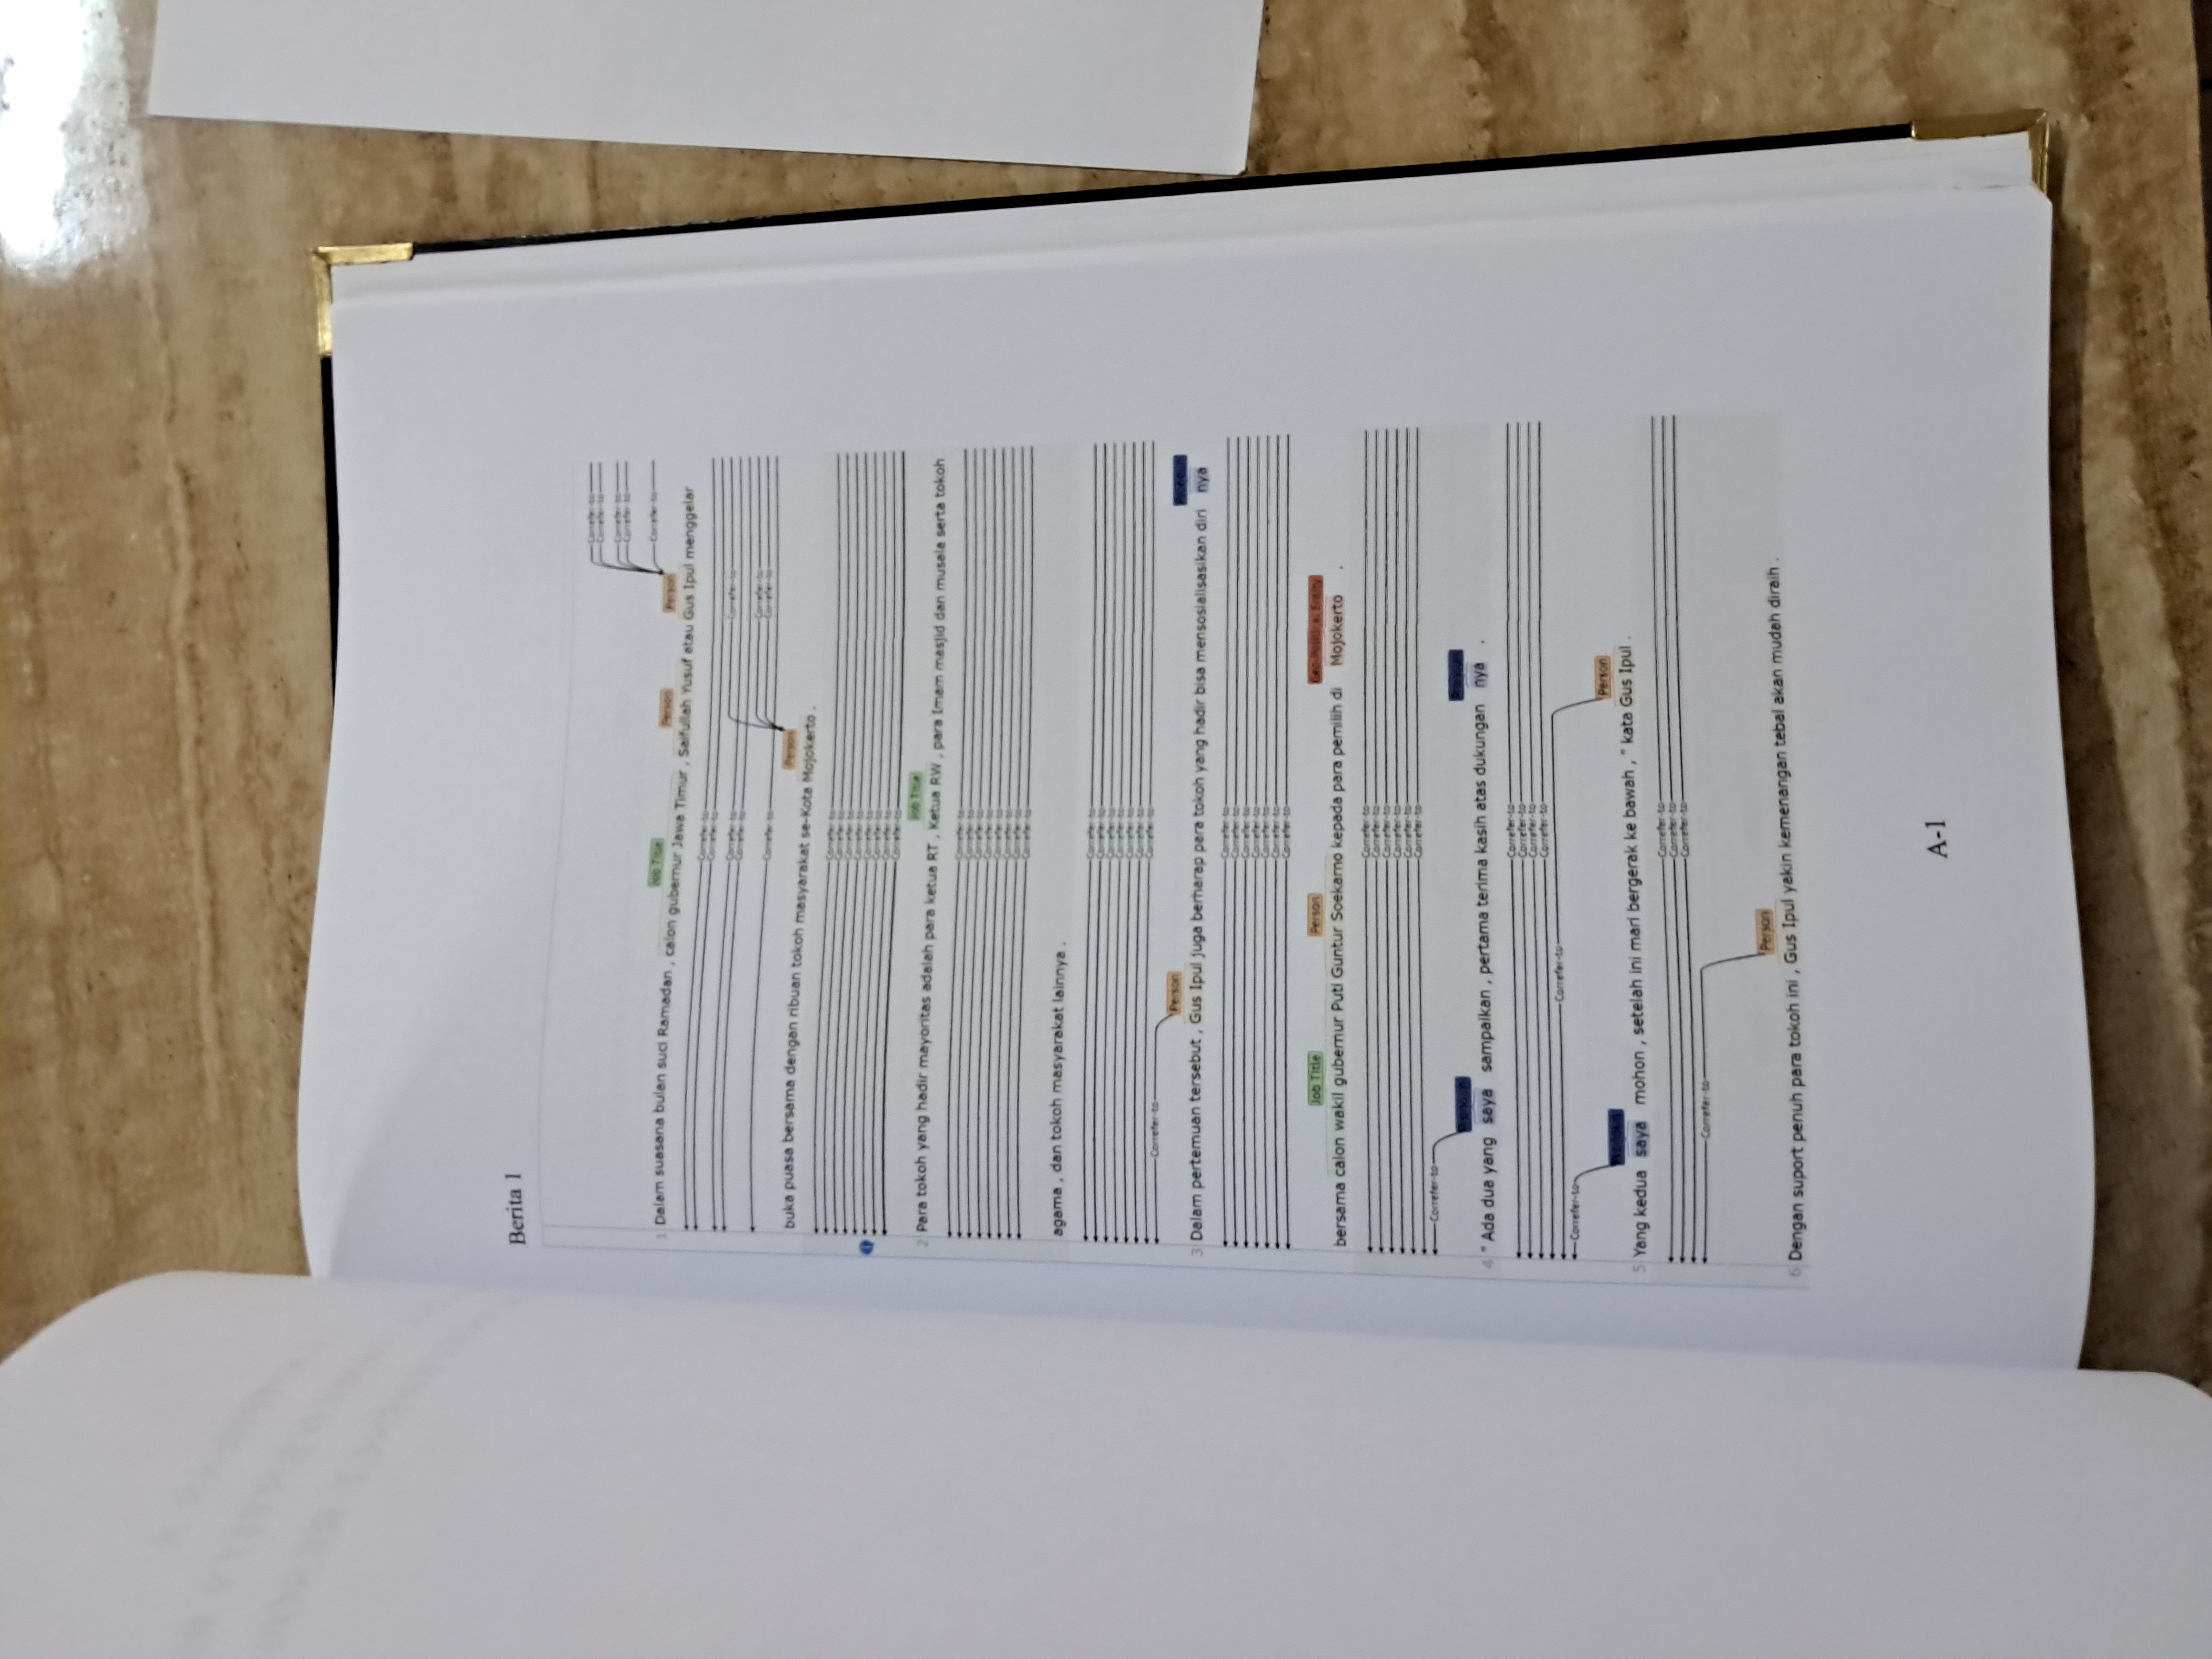 Berita 1
Correfer-to
Correfer-to
Correfer-to
Correfer-to
Correfer-to
Job Title Person Person
1 Dalam suasana bulan suci Ramadan , calon gubernur Jawa Timur , Saifullah Yusuf atau Gus Ipul menggelar
Correfer-to
Correfer-to
Correfer-to Correfer-to
Correfer-to
Correfer-to
Correfer-to Correfer-to
Person
buka puasa bersama dengan ribuan tokoh masyarakat se-Kota Mojokerto .
Correfer-to
Correfer-to
Correfer-to
Correfer-to
Correfer-to
Correfer-to
Correfer-to
Correfer-to
Job Title
2 Para tokoh yang hadir mayoritas adalah para ketua RT , Ketua RW , para Imam masjid dan musala serta tokoh
Correfer-to
Correfer-to
Correfer-to
Correfer-to
Correfer-to
Correfer-to
Correfer-to
Correfer-to
agama , dan tokoh masyarakat lainnya .
Correfer-to
Correfer-to
Correfer-to
Correfer-to
Correfer-to
Correfer-to
Correfer-to
Correfer-to
Person Pronoun
3 Dalam pertemuan tersebut , Gus Ipul juga berharap para tokoh yang hadir bisa mensosialisasikan diri nya
Correfer-to
Correfer-to
Correfer-to
Correfer-to
Correfer-to
Correfer-to
Correfer-to
Job Title Person Geo-Political Entity
bersama calon wakil gubernur Puti Guntur Soekarno kepada para pemilih di Mojokerto .
Correfer-to
Correfer-to
Correfer-to
Correfer-to
Correfer-to
Correfer-to
Correfer-to
Pronoun Pronoun
4 " Ada dua yang saya sampaikan , pertama terima kasih atas dukungan nya .
Correfer-to
Correfer-to
Correfer-to
Correfer-to
Correfer-to
Correfer-to
Pronoun Person
5 Yang kedua saya mohon , setelah ini mari bergerak ke bawah , " kata Gus Ipul .
Correfer-to
Correfer-to
Correfer-to
Correfer-to
Person
6 Dengan suport penuh para tokoh ini , Gus Ipul yakin kemenangan tebal akan mudah diraih .
A-1